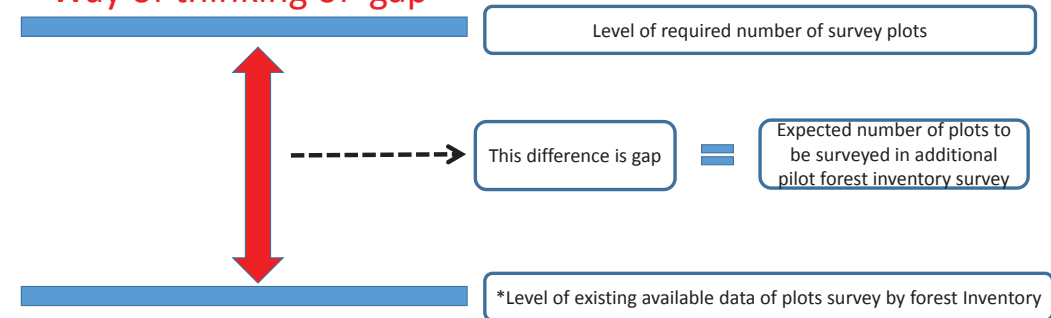 Way of thinking of gap
Level of required number of survey plots
This difference is gap
Expected number of plots to
be surveyed in additional
pilot forest inventory survey
*Level of existing available data of plots survey by forest Inventory